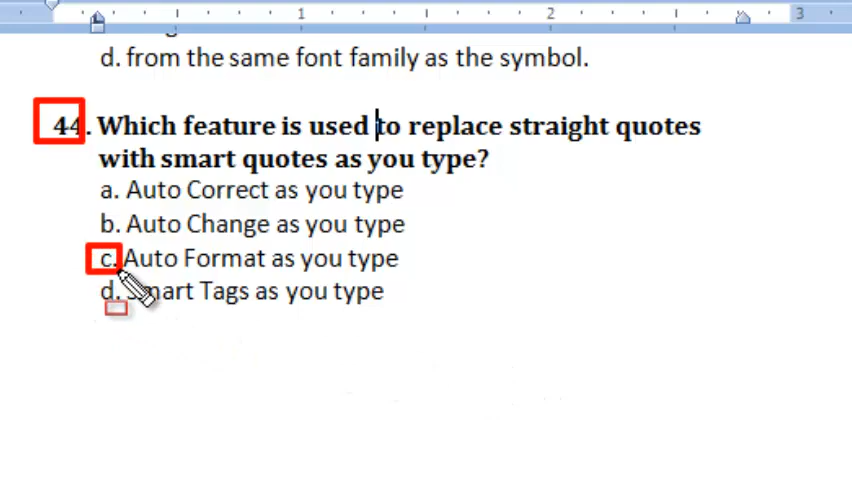 1 2 3
d. from the same font family as the symbol.
44. Which feature is used to replace straight quotes
with smart quotes as you type?
a. Auto Correct as you type
b. Auto Change as you type
c. Auto Format as you type
d. Smart Tags as you type